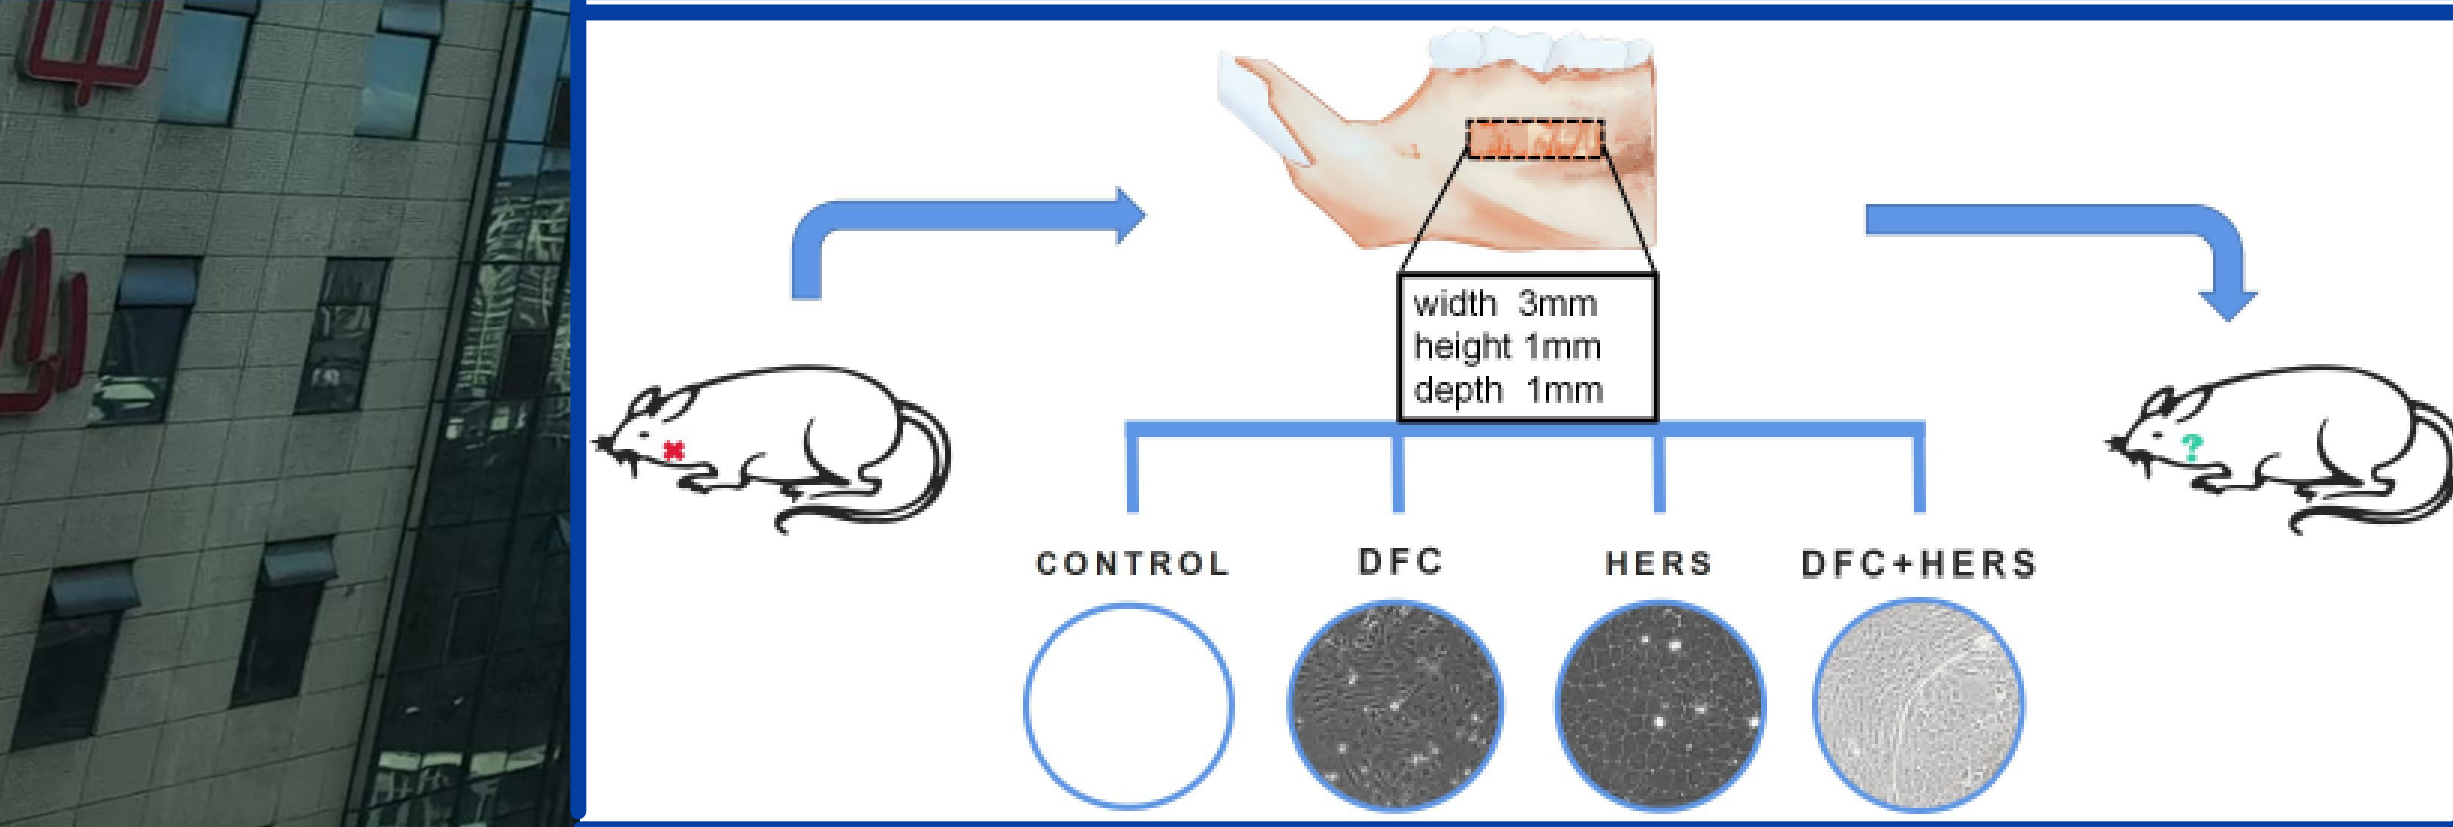 width 3mm
height 1mm
depth 1mm
?
CONTROL
DFC
HERS
DFC+HERS